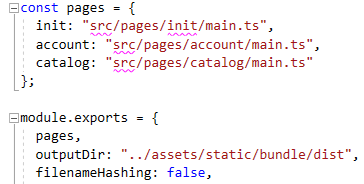 const pages = {
init: "src/pages/init/main.ts",
account: "src/pages/account/main.ts",
catalog: "src/pages/catalog/main.ts"
};
module.exports = {
pages,
outputDir: "../assets/static/bundle/dist",
filenameHashing: false,